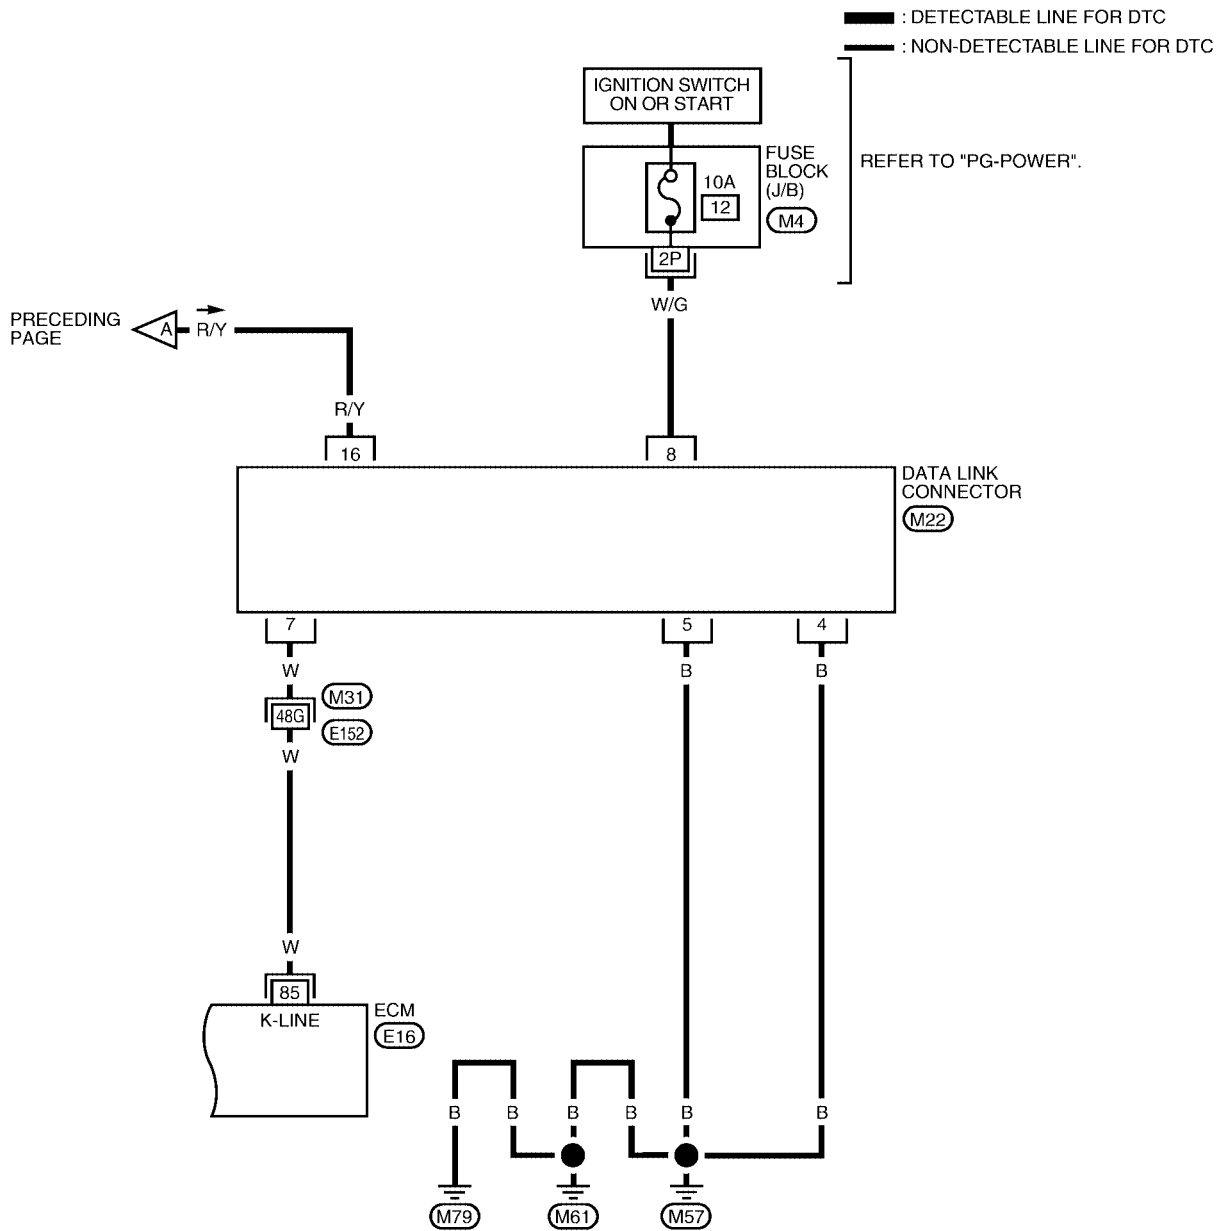 : DETECTABLE LINE FOR DTC
: NON-DETECTABLE LINE FOR DTC
IGNITION SWITCH
ON OR START
FUSE
BLOCK
(J/B)
M4
10A
12
2P
REFER TO "PG-POWER".
W/G
PRECEDING
PAGE
A
R/Y
R/Y
16
8
DATA LINK
CONNECTOR
M22
7
5
4
W
B
B
M31
48G
E152
W
W
85
K-LINE
ECM
E16
B
B
B
B
B
B
M79
M61
M57